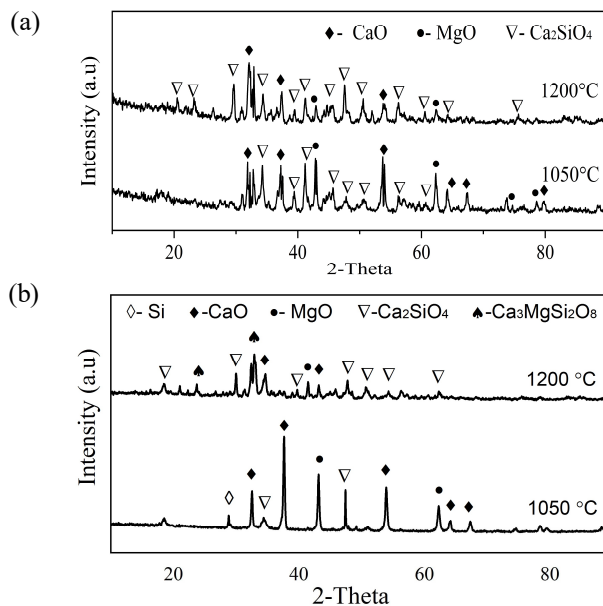 (a)
♦- CaO ●- MgO ▽- Ca₂SiO₄
1200°C
1050°C
Intensity (a.u)
20 40 60 80
2-Theta
(b)
◊- Si ♦-CaO ●- MgO ▽-Ca₂SiO₄ ♠-Ca₃MgSi₂O₈
1200 °C
1050 °C
Intensity (a.u)
20 40 60 80
2-Theta